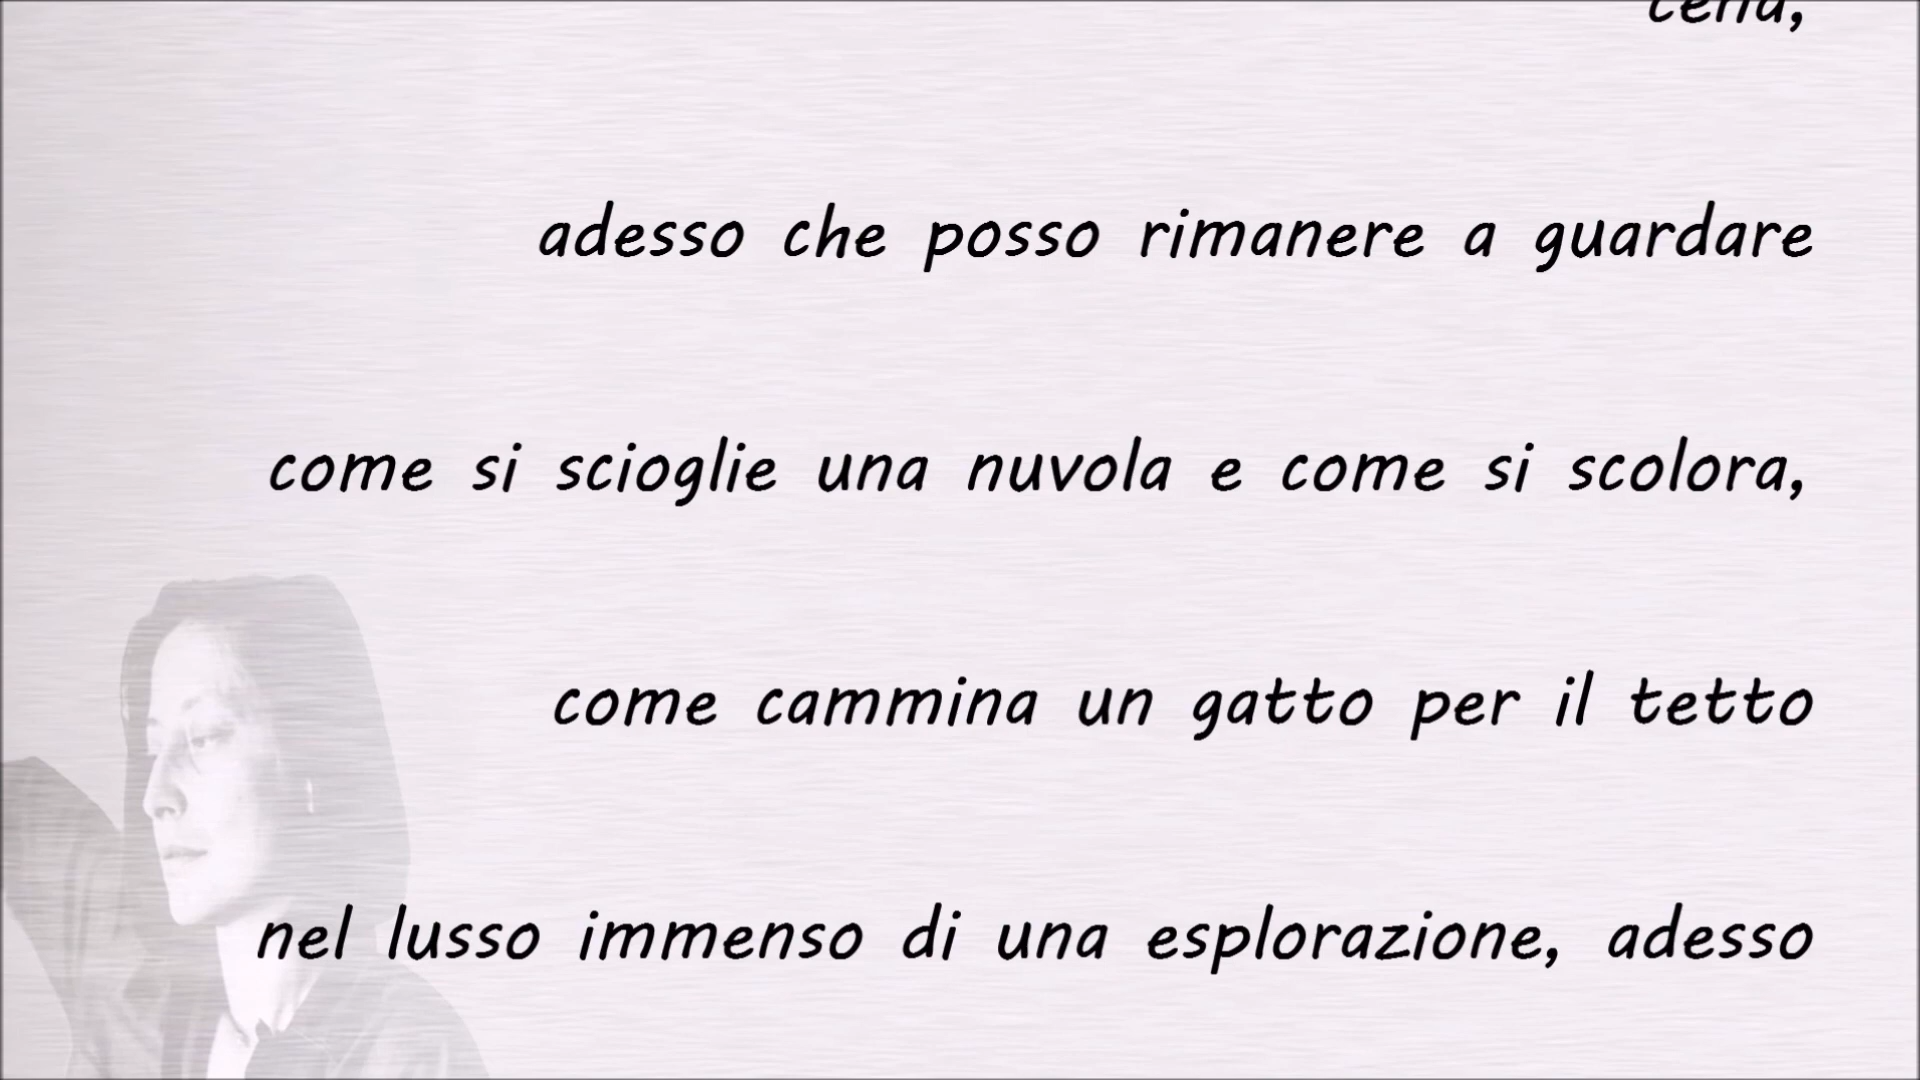 cena,
adesso che posso rimanere a guardare
come si scioglie una nuvola e come si scolora,
come cammina un gatto per il tetto
nel lusso immenso di una esplorazione, adesso